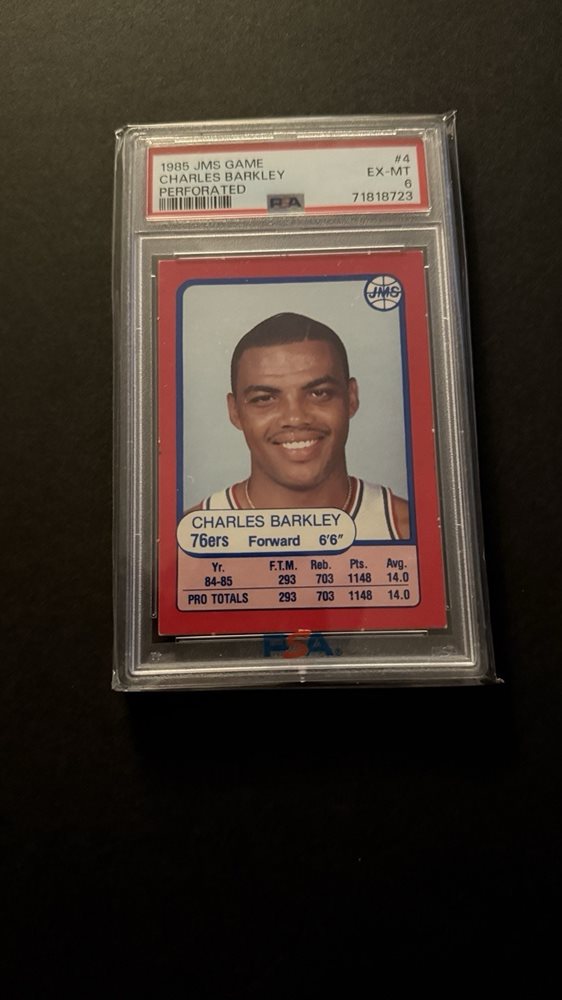 1985 JMS GAME #4
CHARLES BARKLEY EX-MT
PERFORATED 6
PSA 71818723
JMS
CHARLES BARKLEY
76ers Forward 6'6"
Yr. F.T.M. Reb. Pts. Avg.
84-85 293 703 1148 14.0
PRO TOTALS 293 703 1148 14.0
PSA